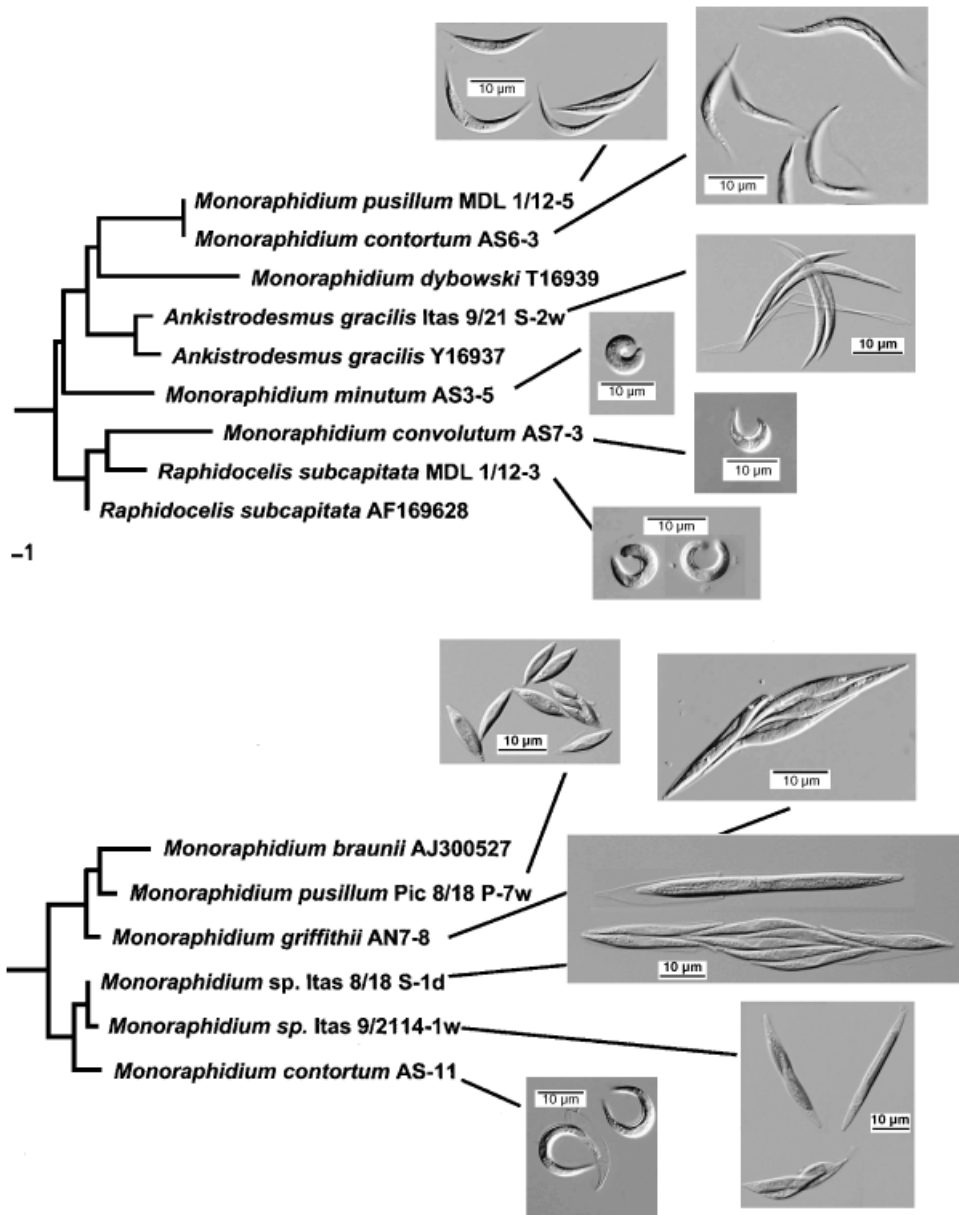 10 µm
10 µm
Monoraphidium pusillum MDL 1/12-5
Monoraphidium contortum AS6-3
Monoraphidium dybowski T16939
Ankistrodesmus gracilis Itas 9/21 S-2w
10 µm
Ankistrodesmus gracilis Y16937
10 µm
Monoraphidium minutum AS3-5
Monoraphidium convolutum AS7-3
10 µm
Raphidocelis subcapitata MDL 1/12-3
Raphidocelis subcapitata AF169628
10 µm
–1
10 µm
10 µm
Monoraphidium braunii AJ300527
Monoraphidium pusillum Pic 8/18 P-7w
Monoraphidium griffithii AN7-8
10 µm
Monoraphidium sp. Itas 8/18 S-1d
Monoraphidium sp. Itas 9/2114-1w
Monoraphidium contortum AS-11
10 µm
10 µm